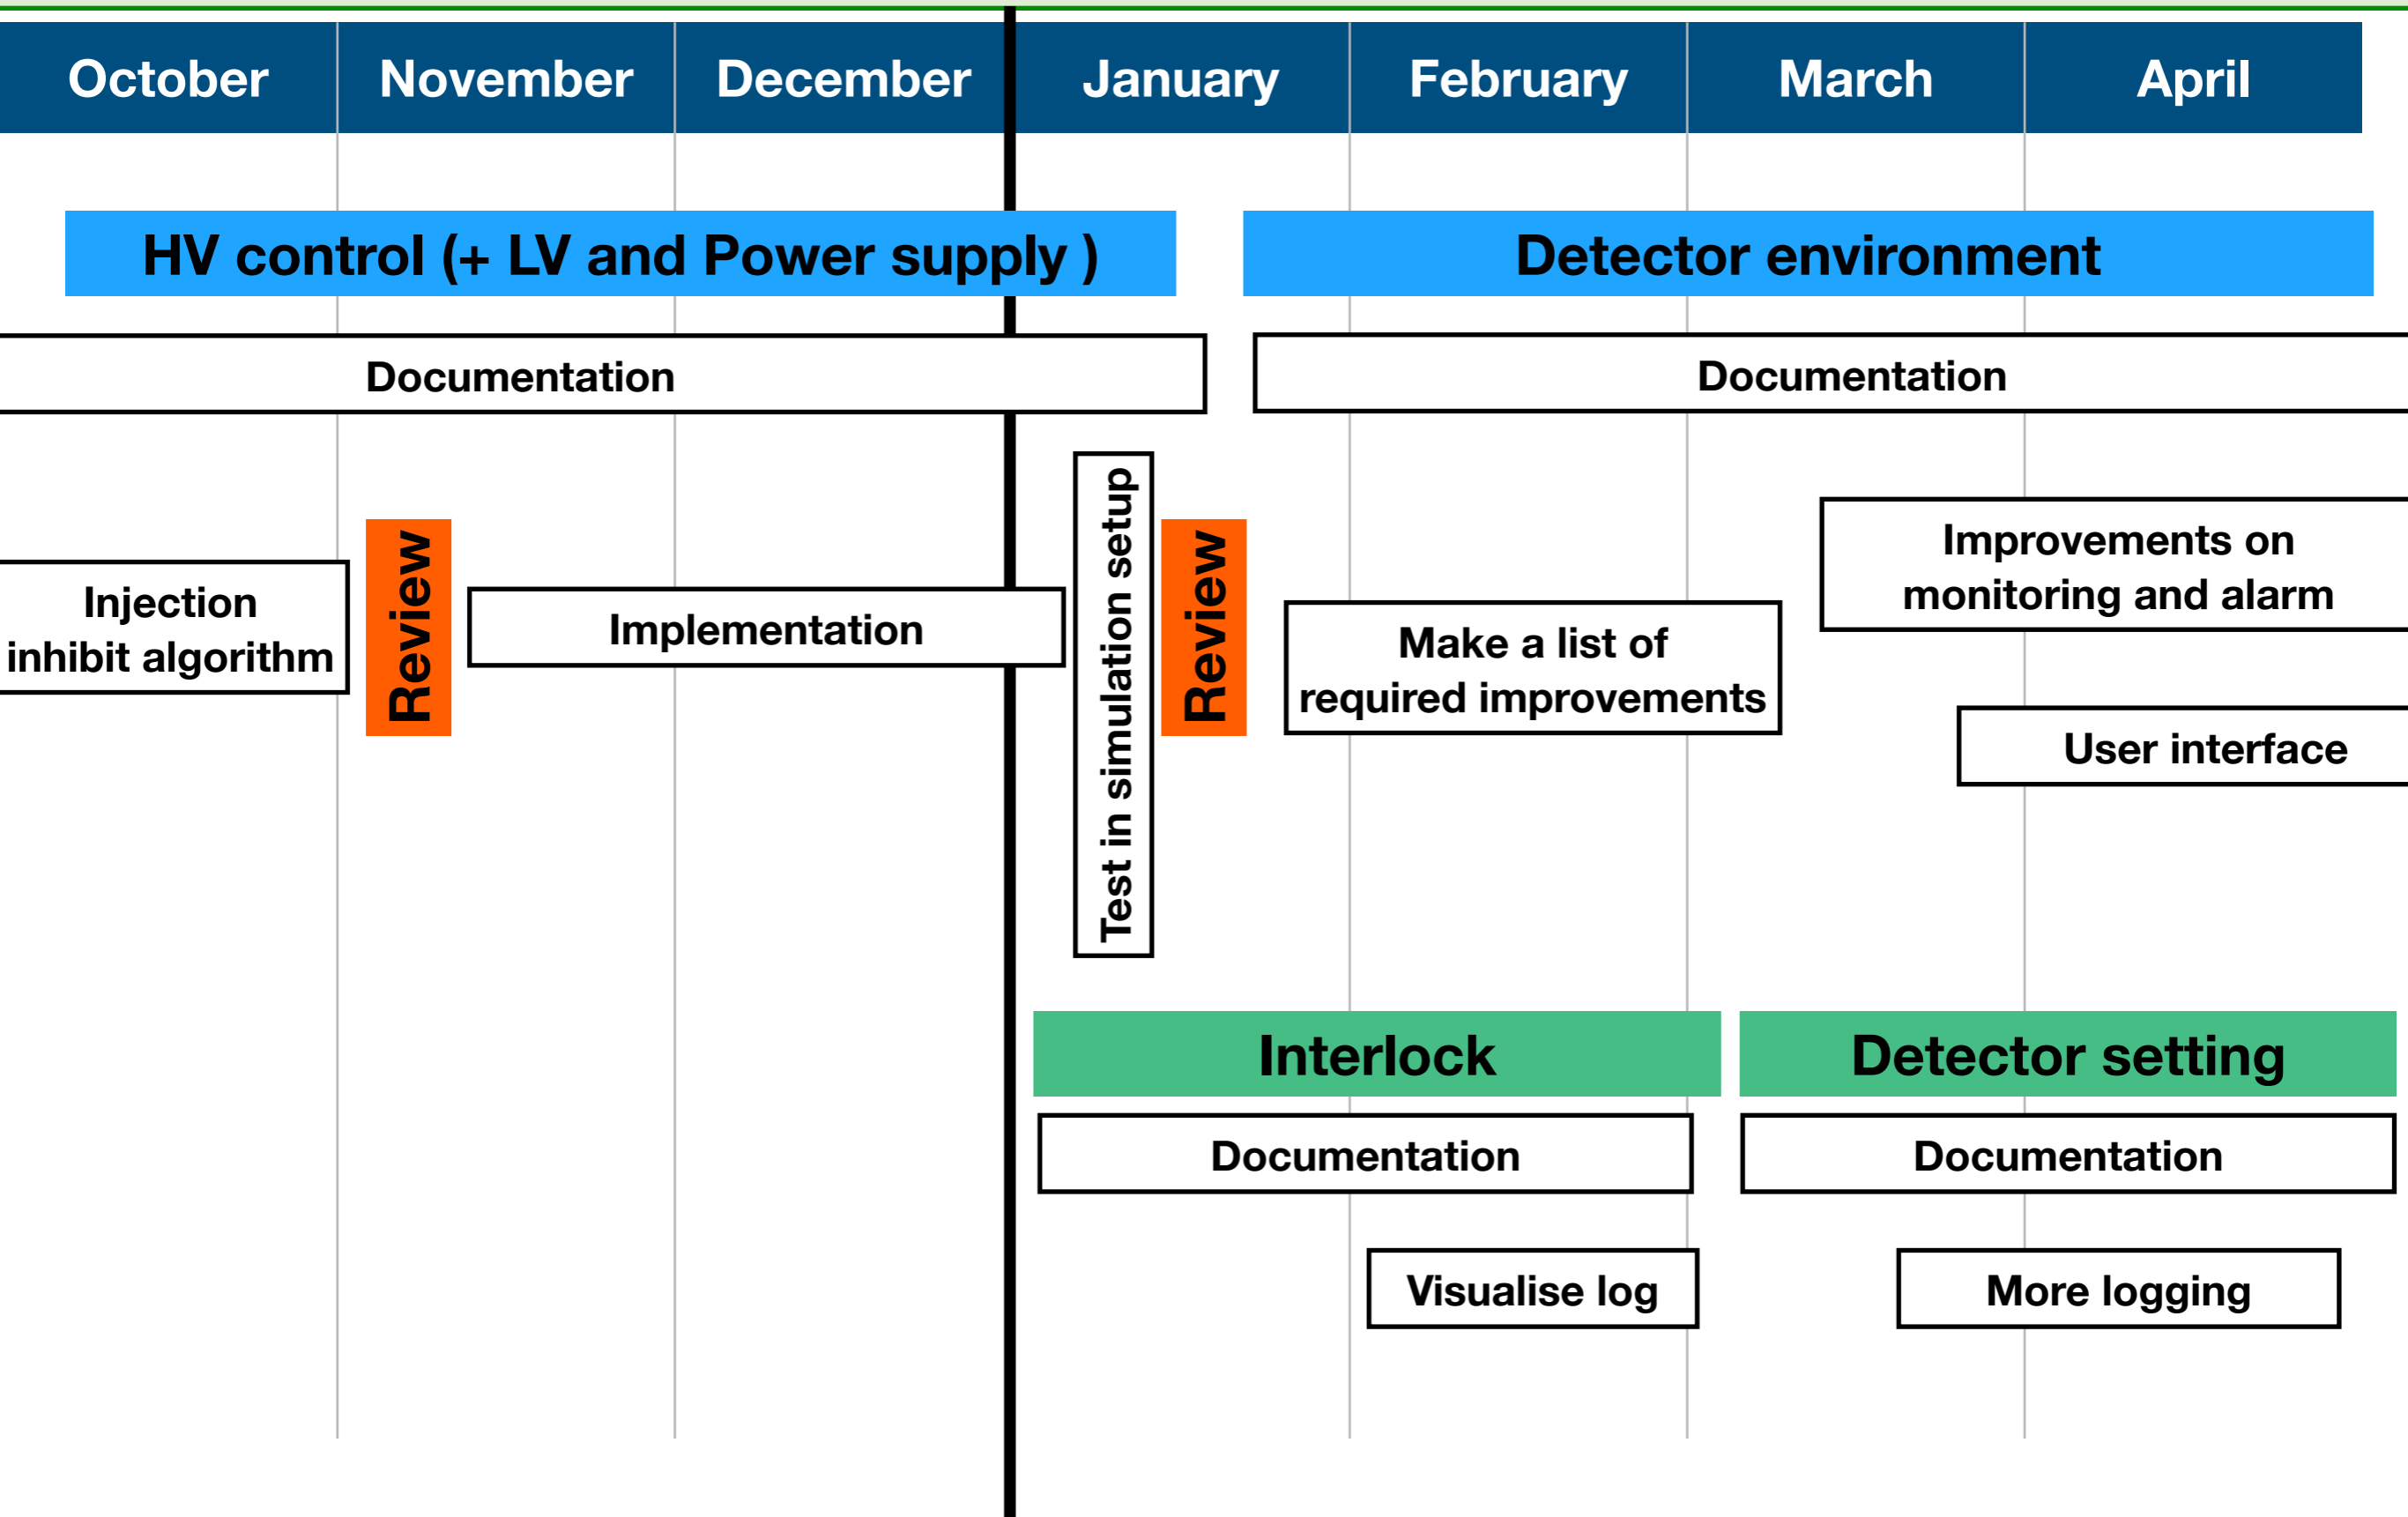 October November December January February March April
HV control (+ LV and Power supply )
Detector environment
Documentation
Documentation
Injection
inhibit algorithm
Review
Implementation
Test in simulation setup
Review
Make a list of
required improvements
Improvements on
monitoring and alarm
User interface
Interlock
Detector setting
Documentation
Documentation
Visualise log
More logging